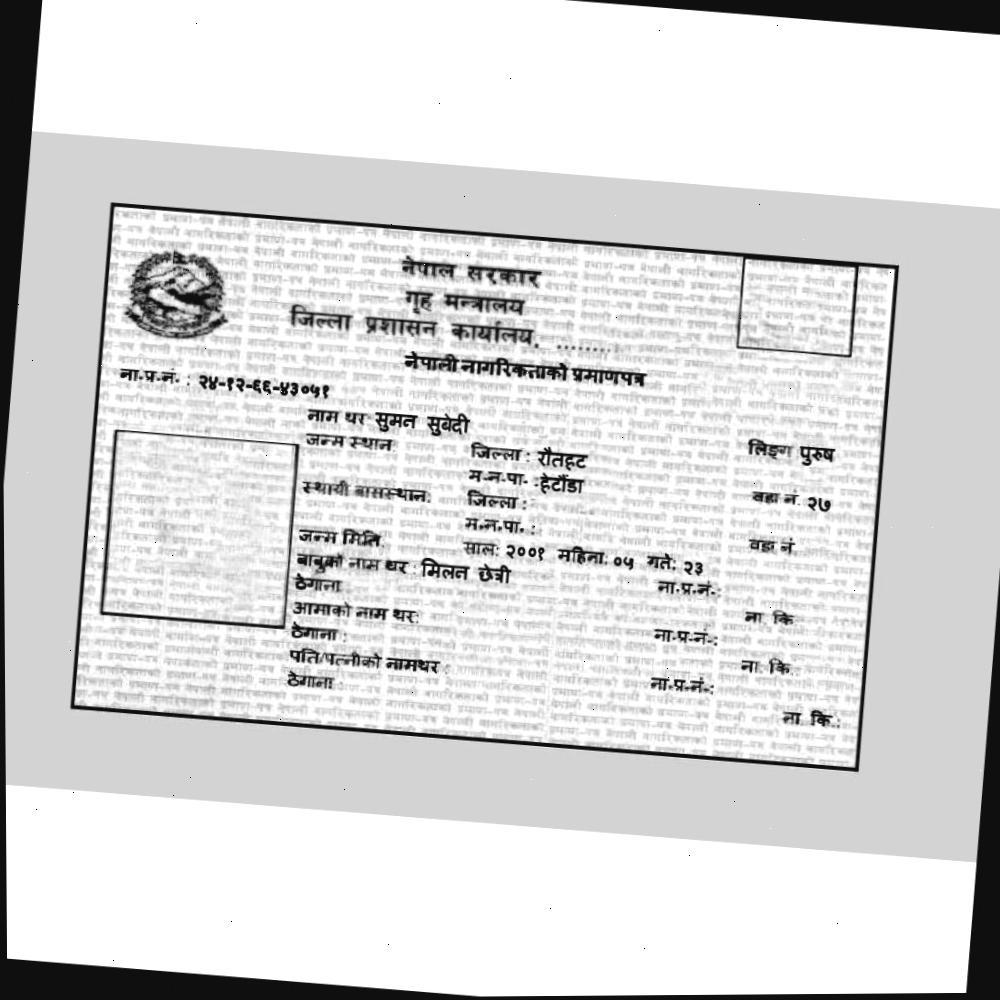 नेपाल सरकार
गृह मन्त्रालय
जिल्ला प्रशासन कार्यालय, ........
नेपाली नागरिकताको प्रमाणपत्र
ना.प्र.नं. : २४-१२-६६-४३०५१
नाम थर: सुमन सुबेदी लिङ्ग पुरुष
जन्म स्थान: जिल्ला : रौतहट
म.न.पा. :हेटौंडा वडा नं. २७
स्थायी बासस्थान: जिल्ला :
म.न.पा. : वडा नं.
जन्म मिति: साल: २००१ महिना: ०५ गते: २३
बाबुको नाम थर : मिलन छेत्री ना.प्र.नं.:
ठेगाना ना. कि
आमाको नाम थर: ना.प्र.नं.:
ठेगाना : ना. कि.:
पति/पत्नीको नामथर : ना.प्र.नं.:
ठेगाना : ना. कि.: